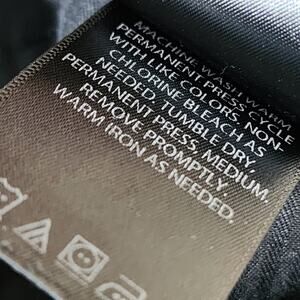 MACHINE WASH WARM
PERMANENT PRESS CYCLE
WITH LIKE COLORS, NON-
CHLORINE BLEACH AS
NEEDED, TUMBLE DRY,
PERMANENT PRESS, MEDIUM.
REMOVE PROMPTLY.
WARM IRON AS NEEDED.